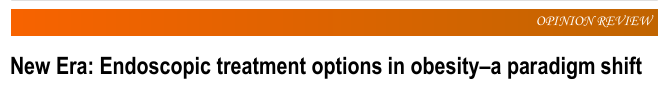 OPINION REVIEW
New Era: Endoscopic treatment options in obesity–a paradigm shift